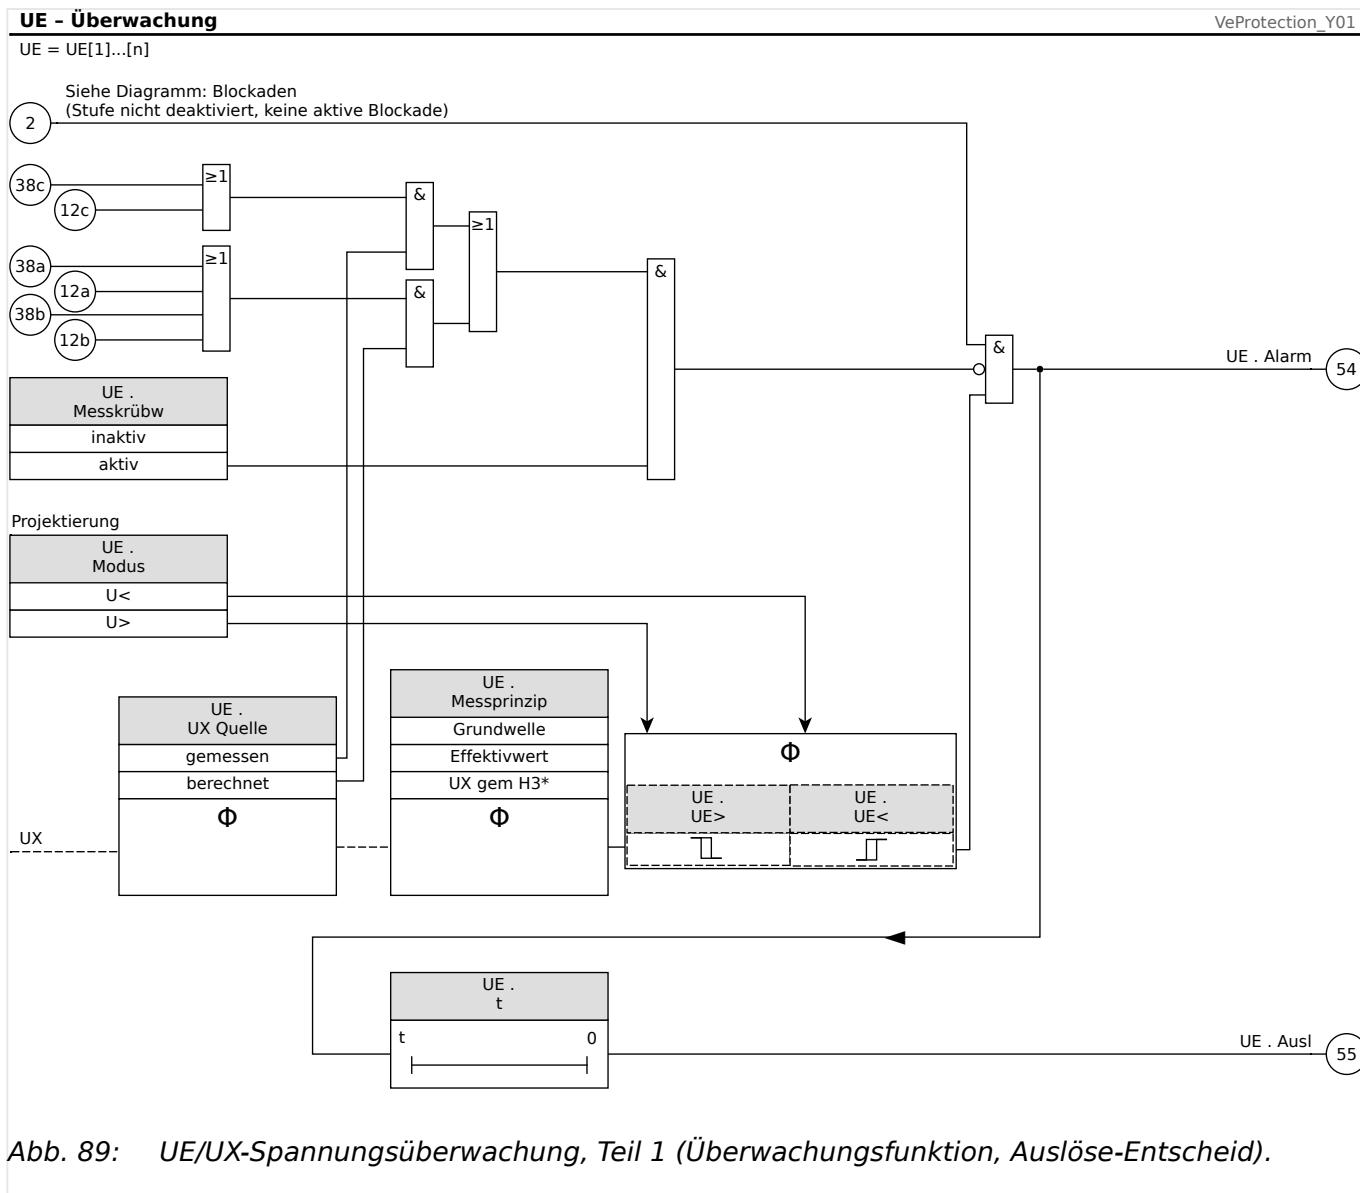 UE – Überwachung
VeProtection_Y01
UE = UE[1]...[n]
Siehe Diagramm: Blockaden
(Stufe nicht deaktiviert, keine aktive Blockade)
2
38c
≥1
12c
&
≥1
38a
≥1
12a
38b
12b
&
&
&
UE . Alarm
54
UE .
Messkrübw
inaktiv
aktiv
Projektierung
UE .
Modus
U<
U>
UE .
UX Quelle
gemessen
berechnet
Φ
UX
UE .
Messprinzip
Grundwelle
Effektivwert
UX gem H3*
Φ
Φ
UE .
UE>
UE .
UE<
UE .
t
t
0
UE . Ausl
55
Abb. 89: UE/UX-Spannungsüberwachung, Teil 1 (Überwachungsfunktion, Auslöse-Entscheid).